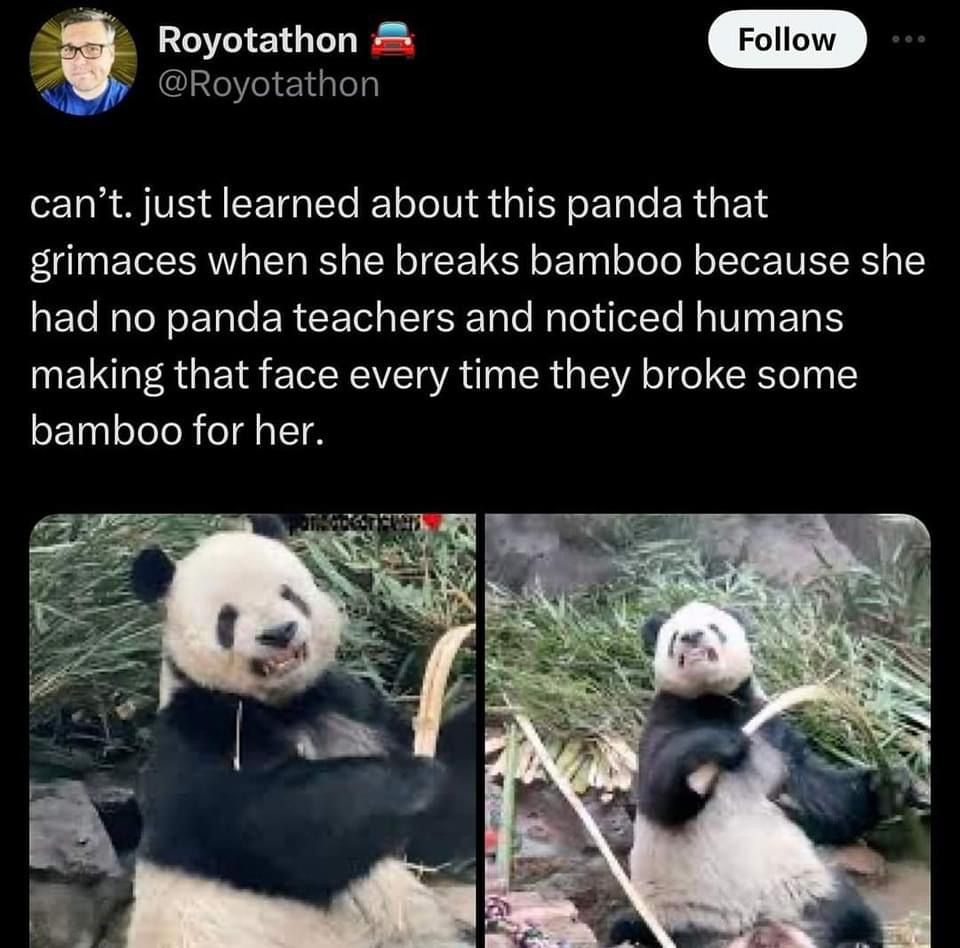 Royotathon
@Royotathon
Follow
can’t. just learned about this panda that
grimaces when she breaks bamboo because she
had no panda teachers and noticed humans
making that face every time they broke some
bamboo for her.